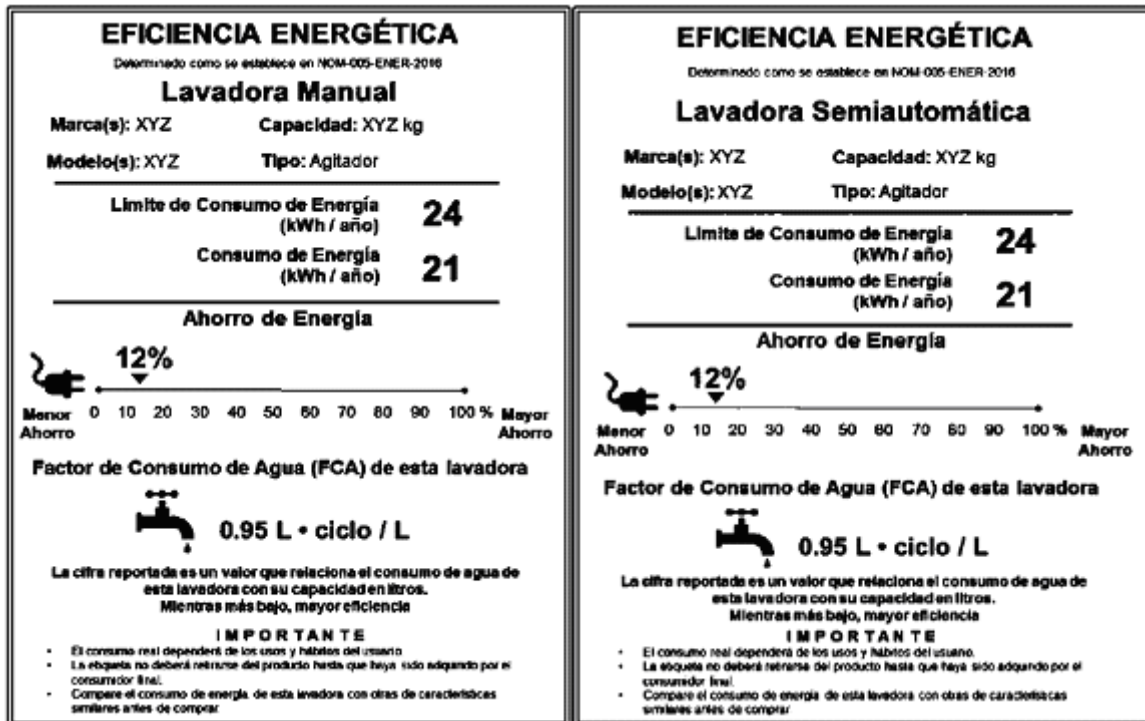 EFICIENCIA ENERGÉTICA
Determinado como se establece en NOM-005-ENER-2016
Lavadora Manual
Marca(s): XYZ Capacidad: XYZ kg
Modelo(s): XYZ Tipo: Agitador
Limite de Consumo de Energía
(kWh / año) 24
Consumo de Energía
(kWh / año) 21
Ahorro de Energía
12%
0 10 20 30 40 50 60 70 80 90 100 %
Menor
Ahorro
Mayor
Ahorro
Factor de Consumo de Agua (FCA) de esta lavadora
0.95 L • ciclo / L
La cifra reportada es un valor que relaciona el consumo de agua de
esta lavadora con su capacidad en litros.
Mientras más bajo, mayor eficiencia
IMPORTANTE
• El consumo real dependerá de los usos y hábitos del usuario
• La etiqueta no deberá retirarse del producto hasta que haya sido adquirido por el
consumidor final.
• Compare el consumo de energía de esta lavadora con otras de características
similares antes de comprar
EFICIENCIA ENERGÉTICA
Determinado como se establece en NOM-005-ENER-2016
Lavadora Semiautomática
Marca(s): XYZ Capacidad: XYZ kg
Modelo(s): XYZ Tipo: Agitador
Limite de Consumo de Energía
(kWh / año) 24
Consumo de Energía
(kWh / año) 21
Ahorro de Energía
12%
0 10 20 30 40 50 60 70 80 90 100 %
Menor
Ahorro
Mayor
Ahorro
Factor de Consumo de Agua (FCA) de esta lavadora
0.95 L • ciclo / L
La cifra reportada es un valor que relaciona el consumo de agua de
esta lavadora con su capacidad en litros.
Mientras más bajo, mayor eficiencia
IMPORTANTE
• El consumo real dependerá de los usos y hábitos del usuario.
• La etiqueta no deberá retirarse del producto hasta que haya sido adquirido por el
consumidor final.
• Compare el consumo de energía de esta lavadora con otras de características
similares antes de comprar